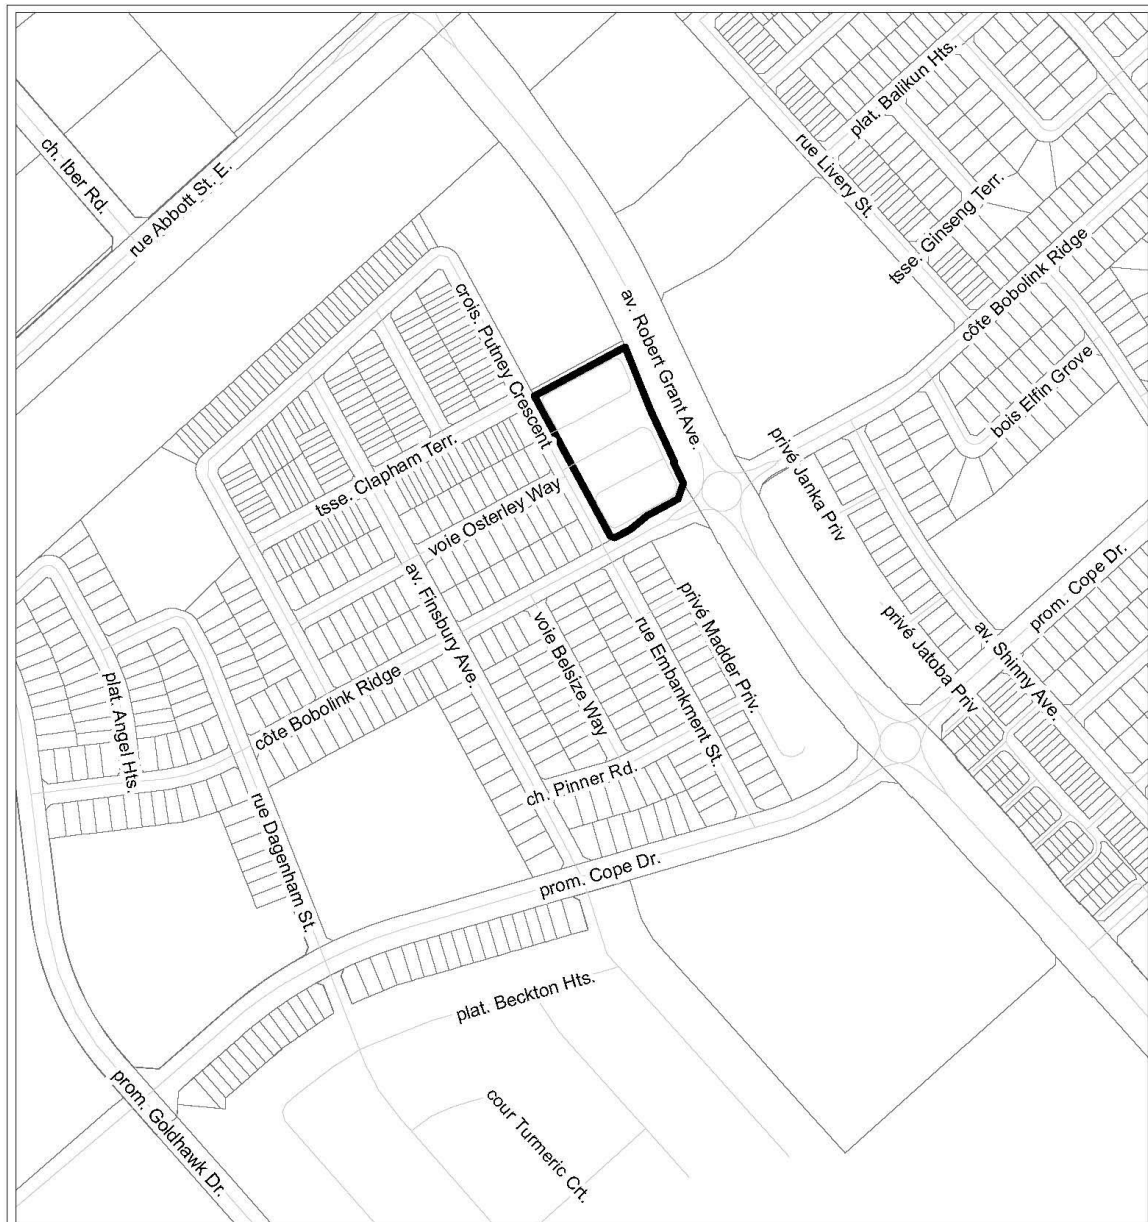 plat. Balikun Hts.
ch. Iber Rd.
rue Abbott St. E.
rue Livery St.
tsse. Ginseng Terr.
côte Bobolink Ridge
crois. Putney Crescent
av. Robert Grant Ave.
bois Elfin Grove
tsse. Clapham Terr.
voie Osterley Way
privé Janka Priv
av. Finsbury Ave.
prom. Cope Dr.
privé Madder Priv.
voie Belsize Way
rue Embankment St.
privé Jatoba Priv
av. Shinny Ave.
plat. Angel Hts.
côte Bobolink Ridge
ch. Pinner Rd.
rue Dagenham St.
prom. Cope Dr.
plat. Beckton Hts.
prom. Goldhawk Dr.
cour Turmeric Crt.